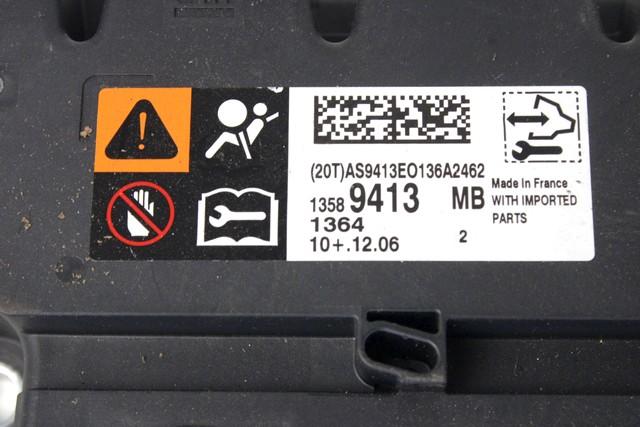 (20T)AS9413EO136A2462
1358 9413 MB
1364
10+.12.06 2
Made in France
WITH IMPORTED
PARTS